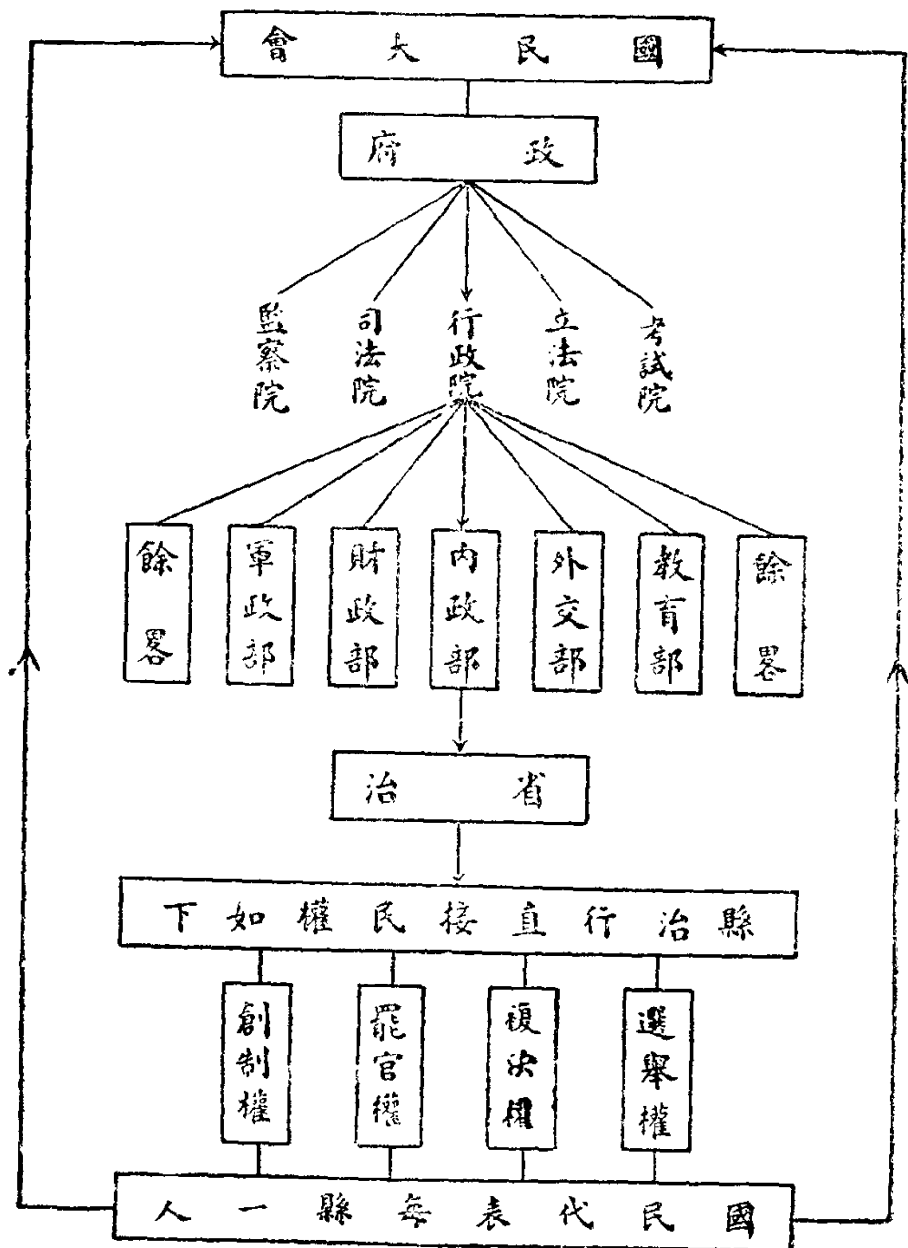 國民大會
政府
考試院
立法院
行政院
司法院
監察院
餘畧
教育部
外交部
內政部
財政部
軍政部
餘畧
省治
縣治行直接民權如下
選舉權
複決權
罷官權
創制權
國民代表每縣一人